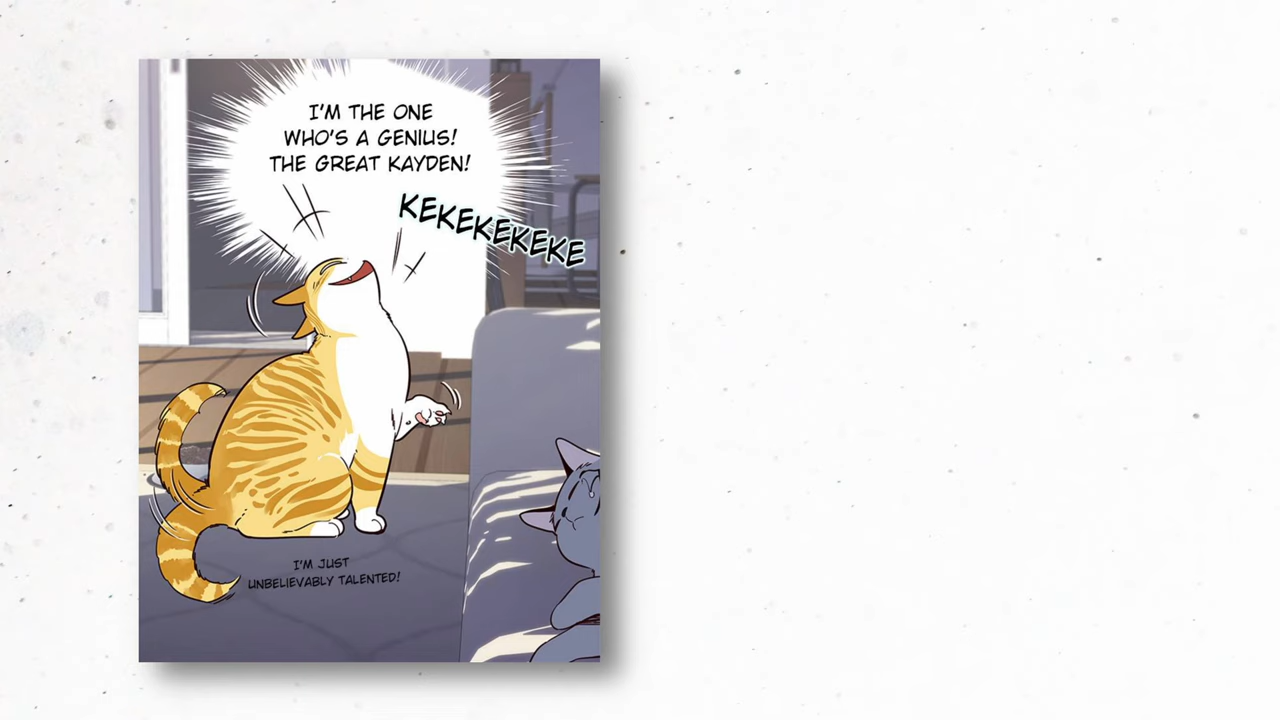 I'M THE ONE
WHO'S A GENIUS!
THE GREAT KAYDEN!
KEKEKEKEKE
I'M JUST
UNBELIEVABLY TALENTED!